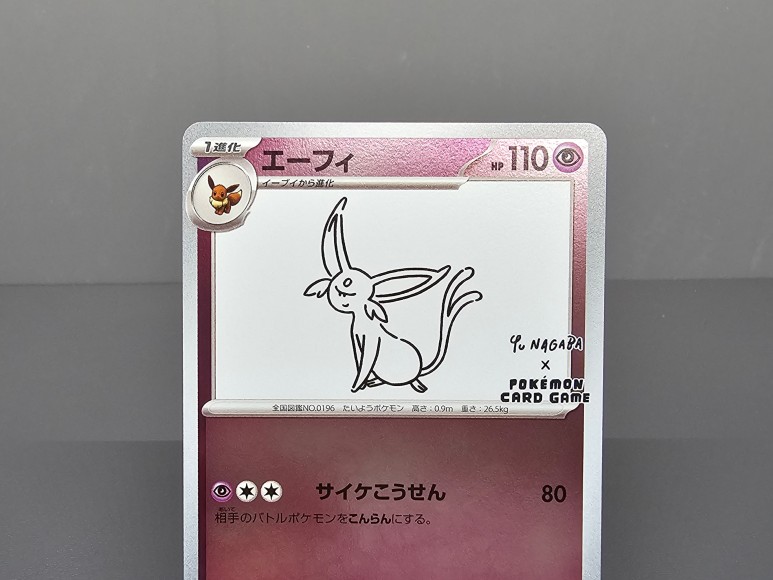 1進化
エーフィ
HP 110
イーブイから進化
Yu NAGABA
×
POKÉMON
CARD GAME
全国図鑑NO.0196 たいようポケモン 高さ:0.9m 重さ:26.5kg
サイケこうせん 80
あいて
相手のバトルポケモンをこんらんにする。